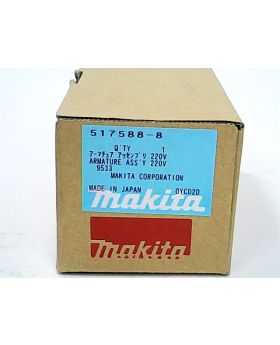 517588-8
Q'TY 1
アーマチュア アッセンブリ 220V
ARMATURE ASS'Y 220V
9533
MAKITA CORPORATION
MADE IN JAPAN DYC02D
makita